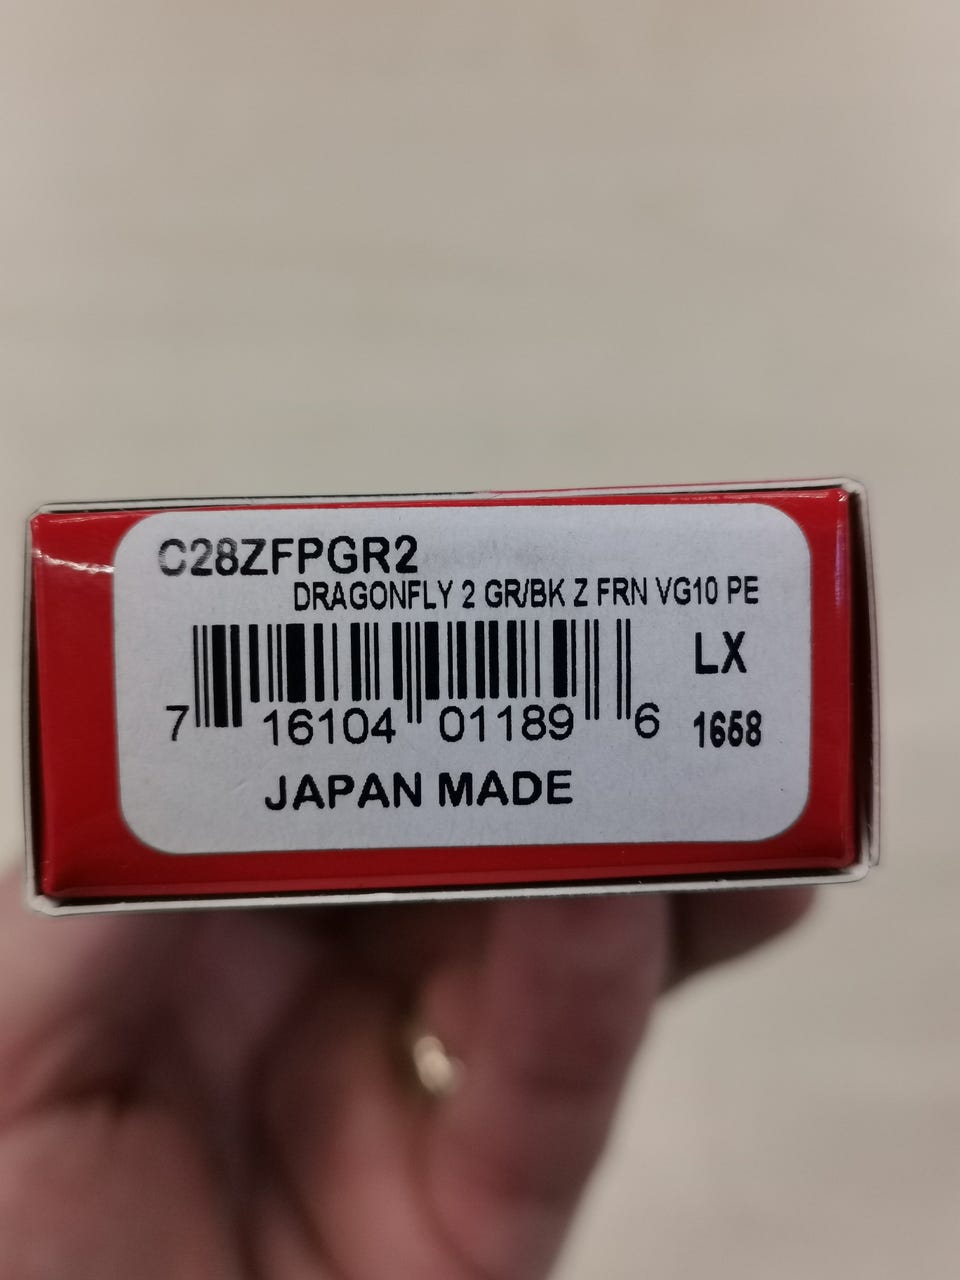 C28ZFPGR2
DRAGONFLY 2 GR/BK Z FRN VG10 PE
LX
7 16104 01189 6
1658
JAPAN MADE